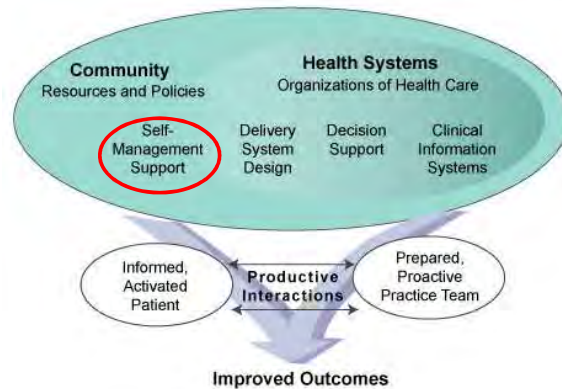 Community
Resources and Policies
Health Systems
Organizations of Health Care
Self-
Management
Support
Delivery
System
Design
Decision
Support
Clinical
Information
Systems
Informed,
Activated
Patient
Productive
Interactions
Prepared,
Proactive
Practice Team
Improved Outcomes